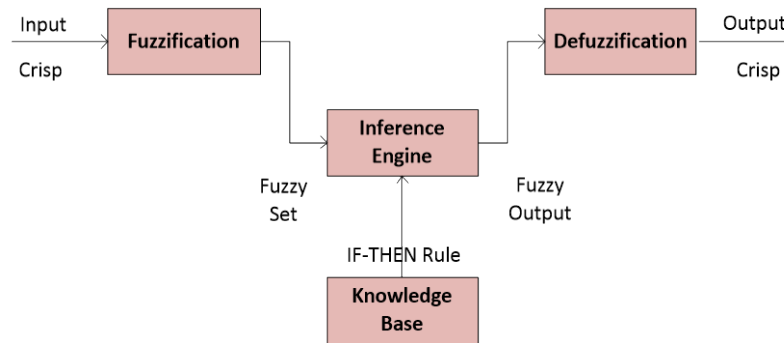 Input
Crisp
Fuzzification
Defuzzification
Output
Crisp
Inference
Engine
Fuzzy
Set
Fuzzy
Output
IF-THEN Rule
Knowledge
Base